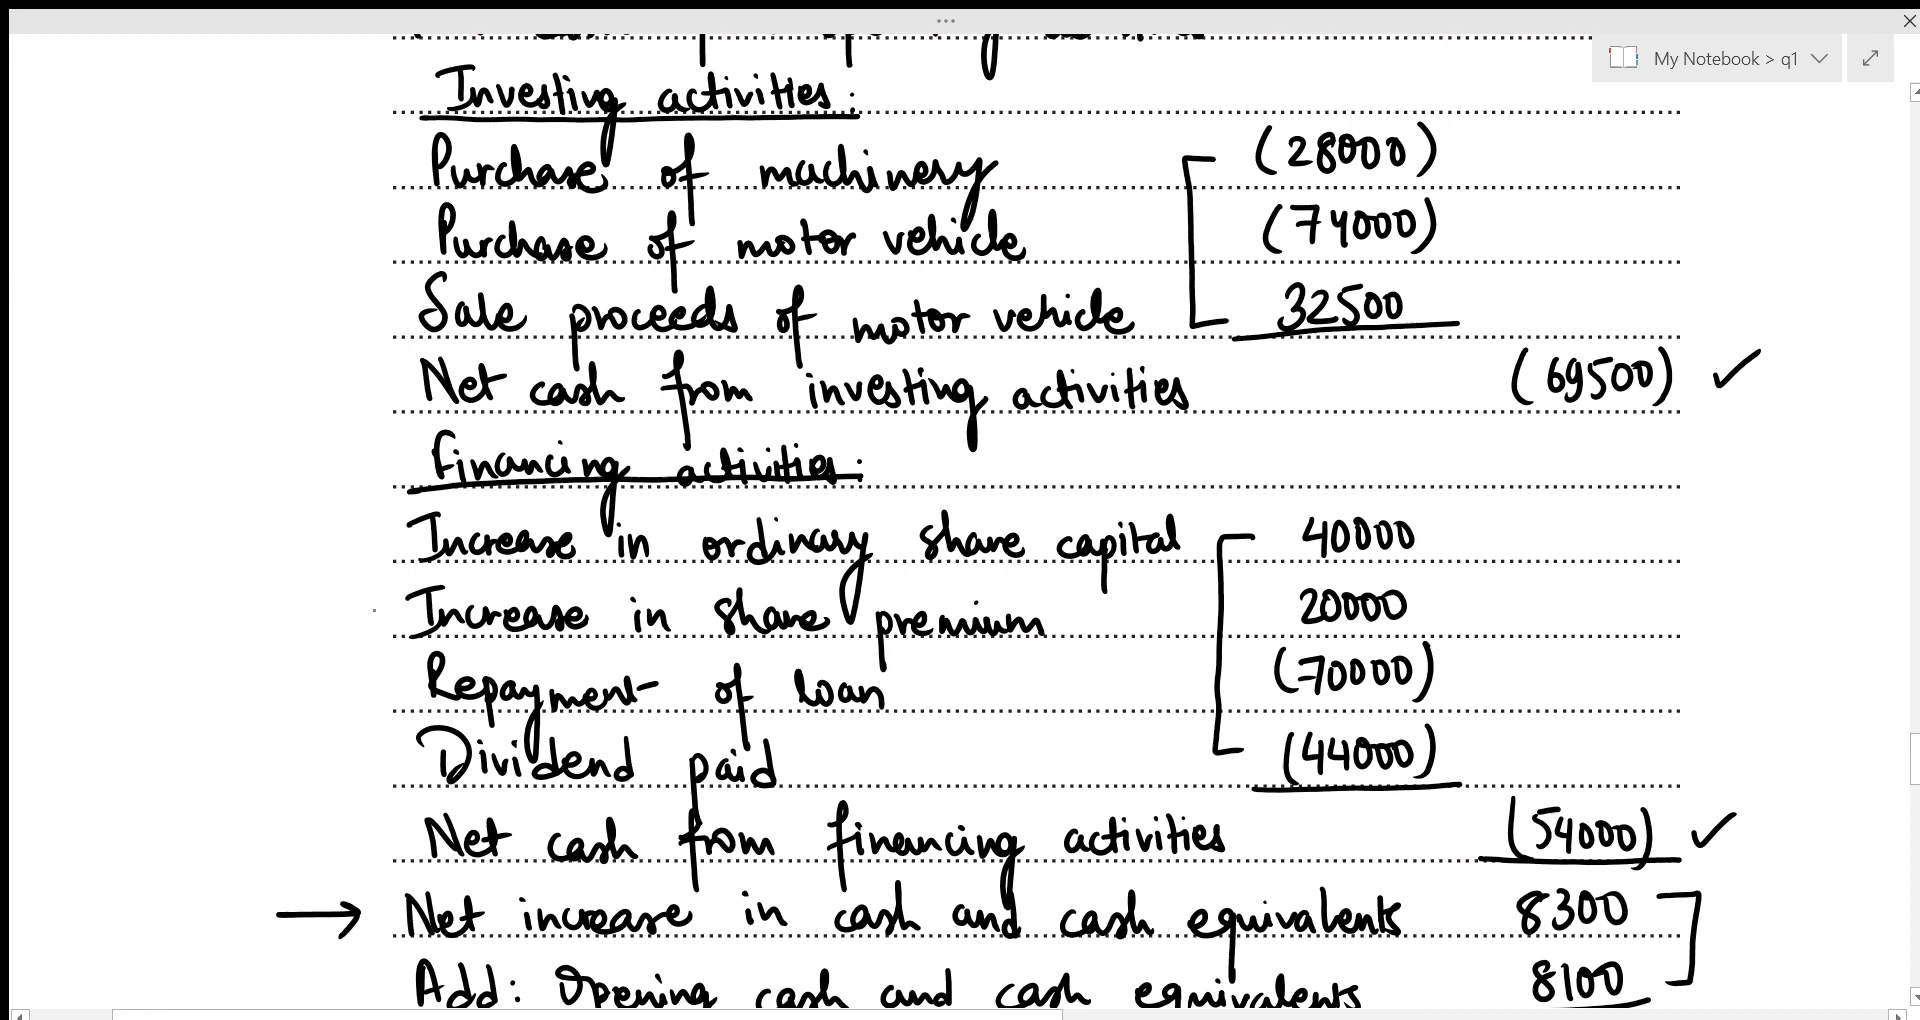 ...
My Notebook > q1
Investing activities:
Purchase of machinery (28000)
Purchase of motor vehicle (74000)
Sale proceeds of motor vehicle 32500
Net cash from investing activities (69500) ✓
Financing activities:
Increase in ordinary share capital 40000
Increase in share premium 20000
Repayment of loan (70000)
Dividend paid (44000)
Net cash from financing activities (54000) ✓
→ Net increase in cash and cash equivalents 8300
Add: Opening cash and cash equivalents 8100